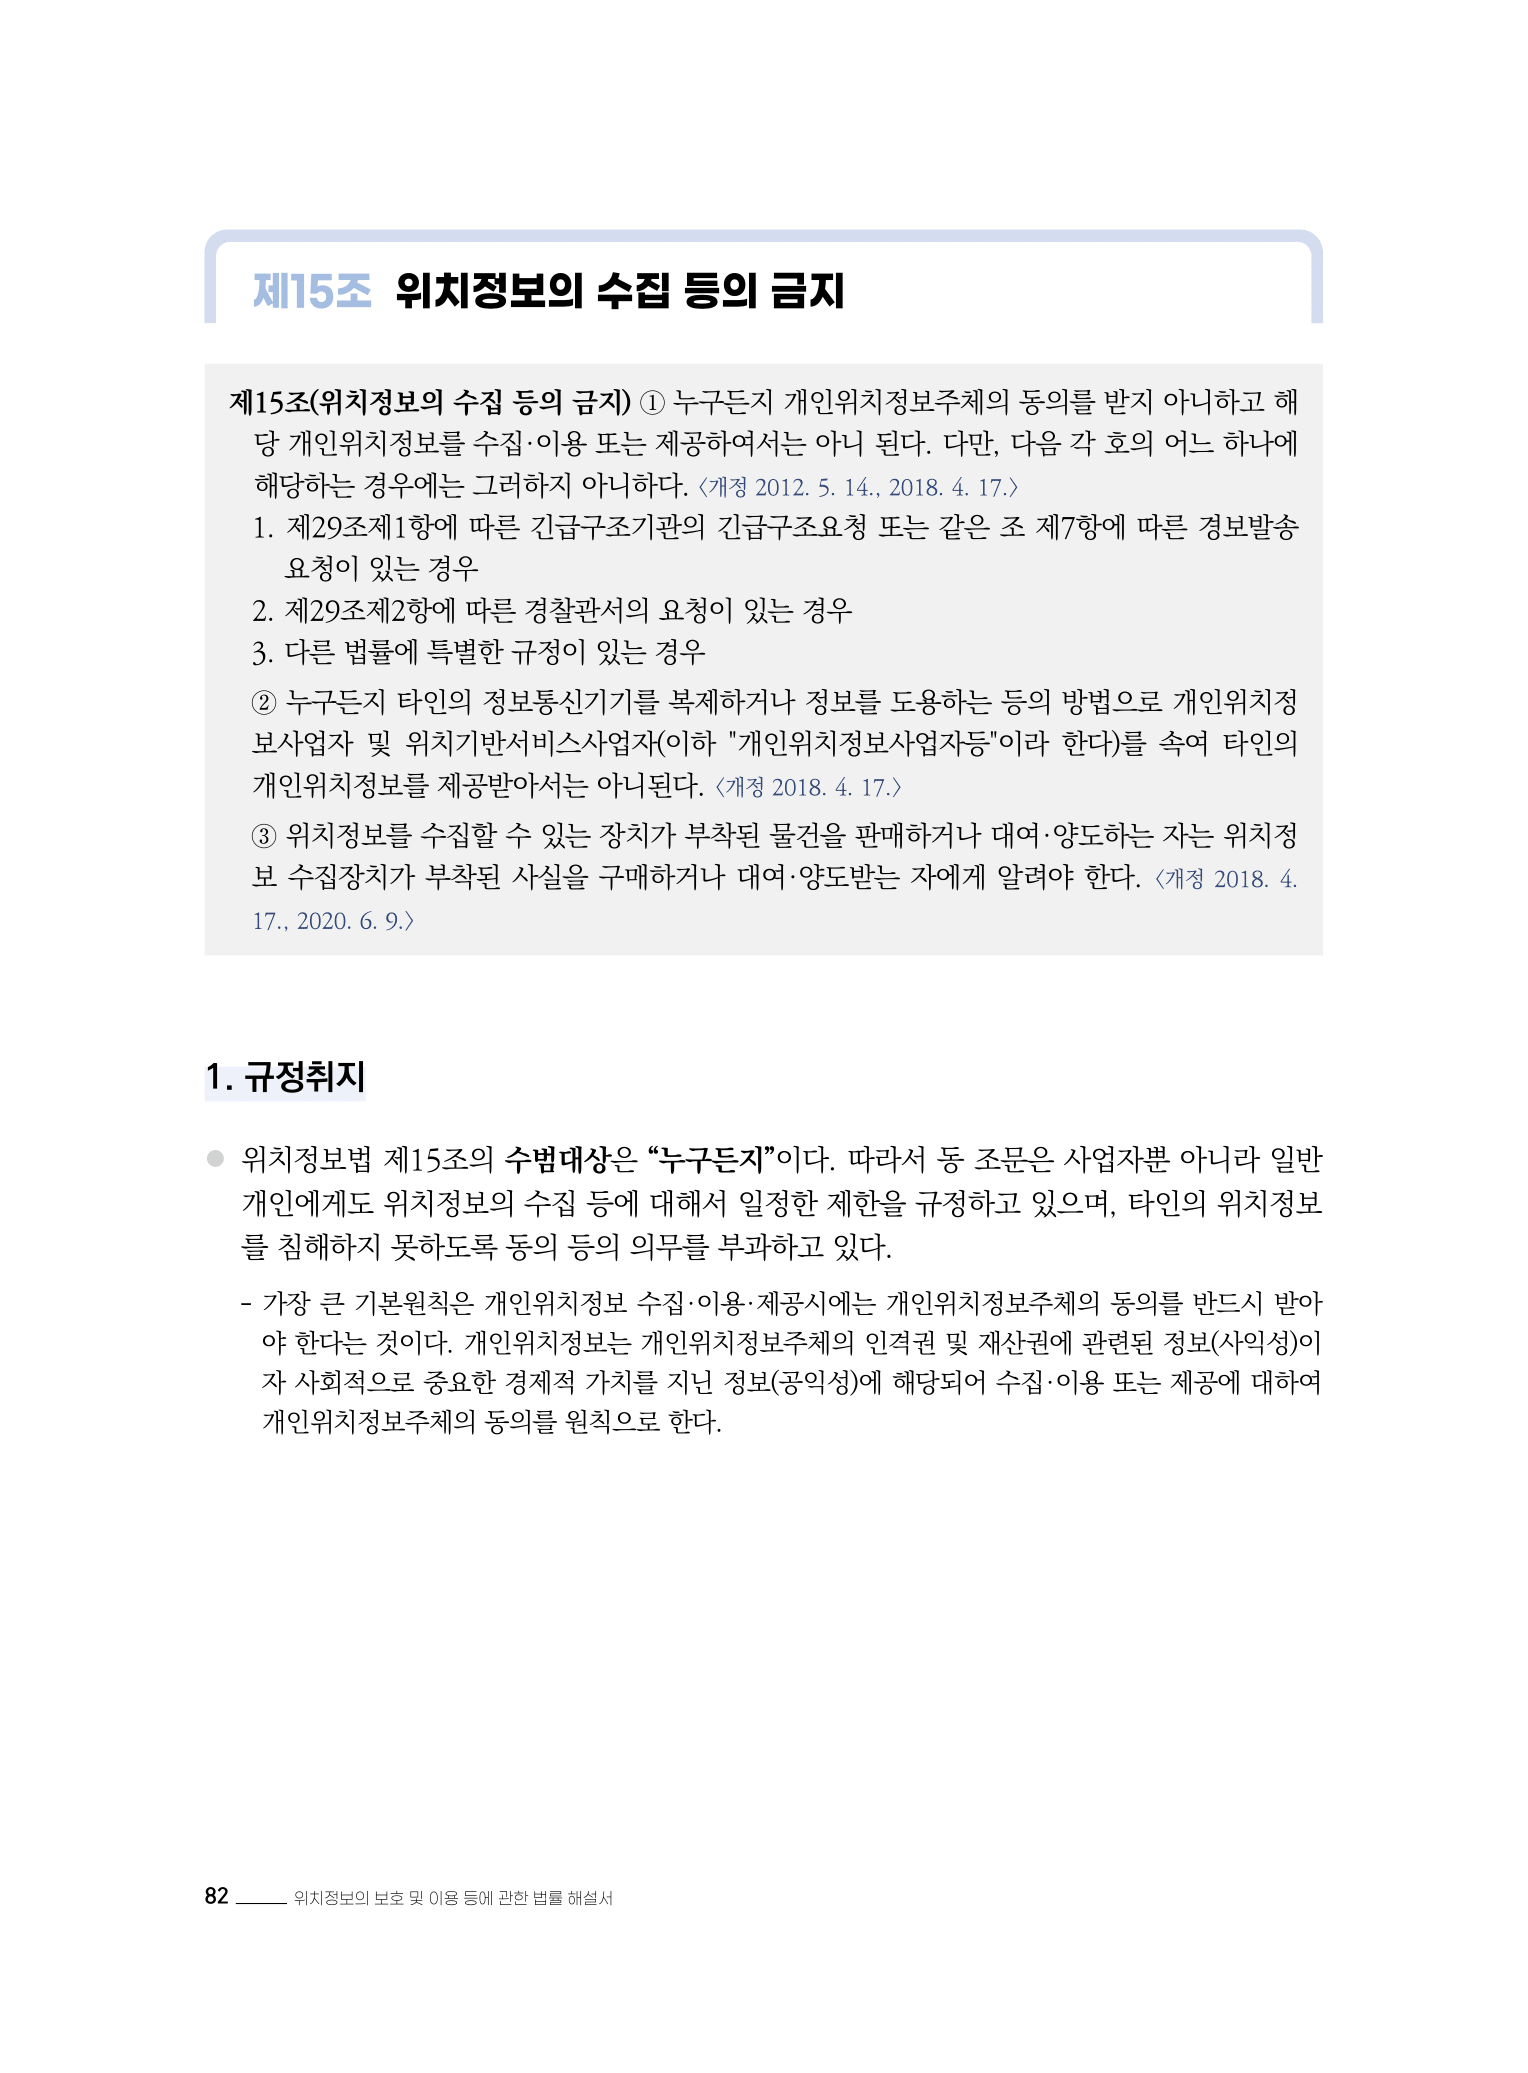 제15조 위치정보의 수집 등의 금지
제15조(위치정보의 수집 등의 금지) ① 누구든지 개인위치정보주체의 동의를 받지 아니하고 해
당 개인위치정보를 수집·이용 또는 제공하여서는 아니 된다. 다만, 다음 각 호의 어느 하나에
해당하는 경우에는 그러하지 아니하다. 〈개정 2012. 5. 14., 2018. 4. 17.〉
1. 제29조제1항에 따른 긴급구조기관의 긴급구조요청 또는 같은 조 제7항에 따른 경보발송
요청이 있는 경우
2. 제29조제2항에 따른 경찰관서의 요청이 있는 경우
3. 다른 법률에 특별한 규정이 있는 경우
② 누구든지 타인의 정보통신기기를 복제하거나 정보를 도용하는 등의 방법으로 개인위치정
보사업자 및 위치기반서비스사업자(이하 "개인위치정보사업자등"이라 한다)를 속여 타인의
개인위치정보를 제공받아서는 아니된다. 〈개정 2018. 4. 17.〉
③ 위치정보를 수집할 수 있는 장치가 부착된 물건을 판매하거나 대여·양도하는 자는 위치정
보 수집장치가 부착된 사실을 구매하거나 대여·양도받는 자에게 알려야 한다. 〈개정 2018. 4.
17., 2020. 6. 9.〉
1. 규정취지
● 위치정보법 제15조의 수범대상은 “누구든지”이다. 따라서 동 조문은 사업자뿐 아니라 일반
개인에게도 위치정보의 수집 등에 대해서 일정한 제한을 규정하고 있으며, 타인의 위치정보
를 침해하지 못하도록 동의 등의 의무를 부과하고 있다.
- 가장 큰 기본원칙은 개인위치정보 수집·이용·제공시에는 개인위치정보주체의 동의를 반드시 받아
야 한다는 것이다. 개인위치정보는 개인위치정보주체의 인격권 및 재산권에 관련된 정보(사익성)이
자 사회적으로 중요한 경제적 가치를 지닌 정보(공익성)에 해당되어 수집·이용 또는 제공에 대하여
개인위치정보주체의 동의를 원칙으로 한다.
82 위치정보의 보호 및 이용 등에 관한 법률 해설서